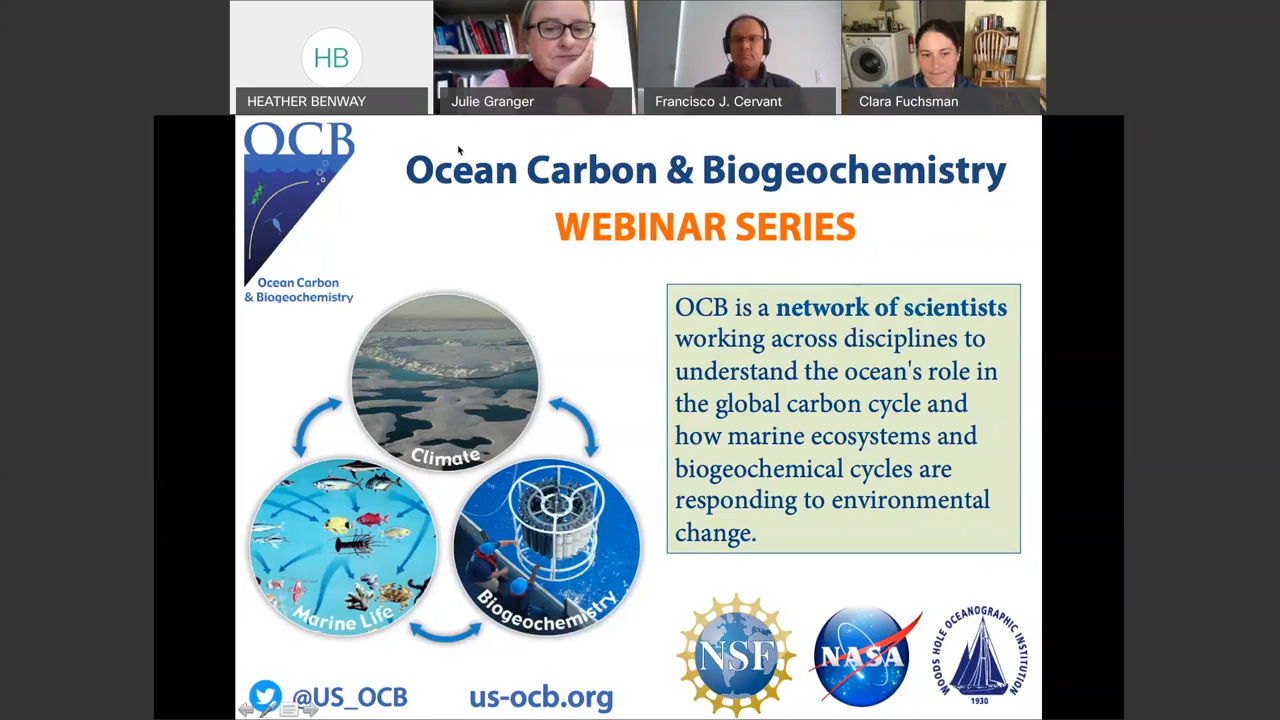 HB
HEATHER BENWAY
Julie Granger
Francisco J. Cervant
Clara Fuchsman
OCB
Ocean Carbon
& Biogeochemistry
Ocean Carbon & Biogeochemistry
WEBINAR SERIES
Climate
Marine Life
Biogeochemistry
OCB is a network of scientists
working across disciplines to
understand the ocean's role in
the global carbon cycle and
how marine ecosystems and
biogeochemical cycles are
responding to environmental
change.
NSF
NASA
WOODS HOLE OCEANOGRAPHIC INSTITUTION
1930
@US_OCB
us-ocb.org